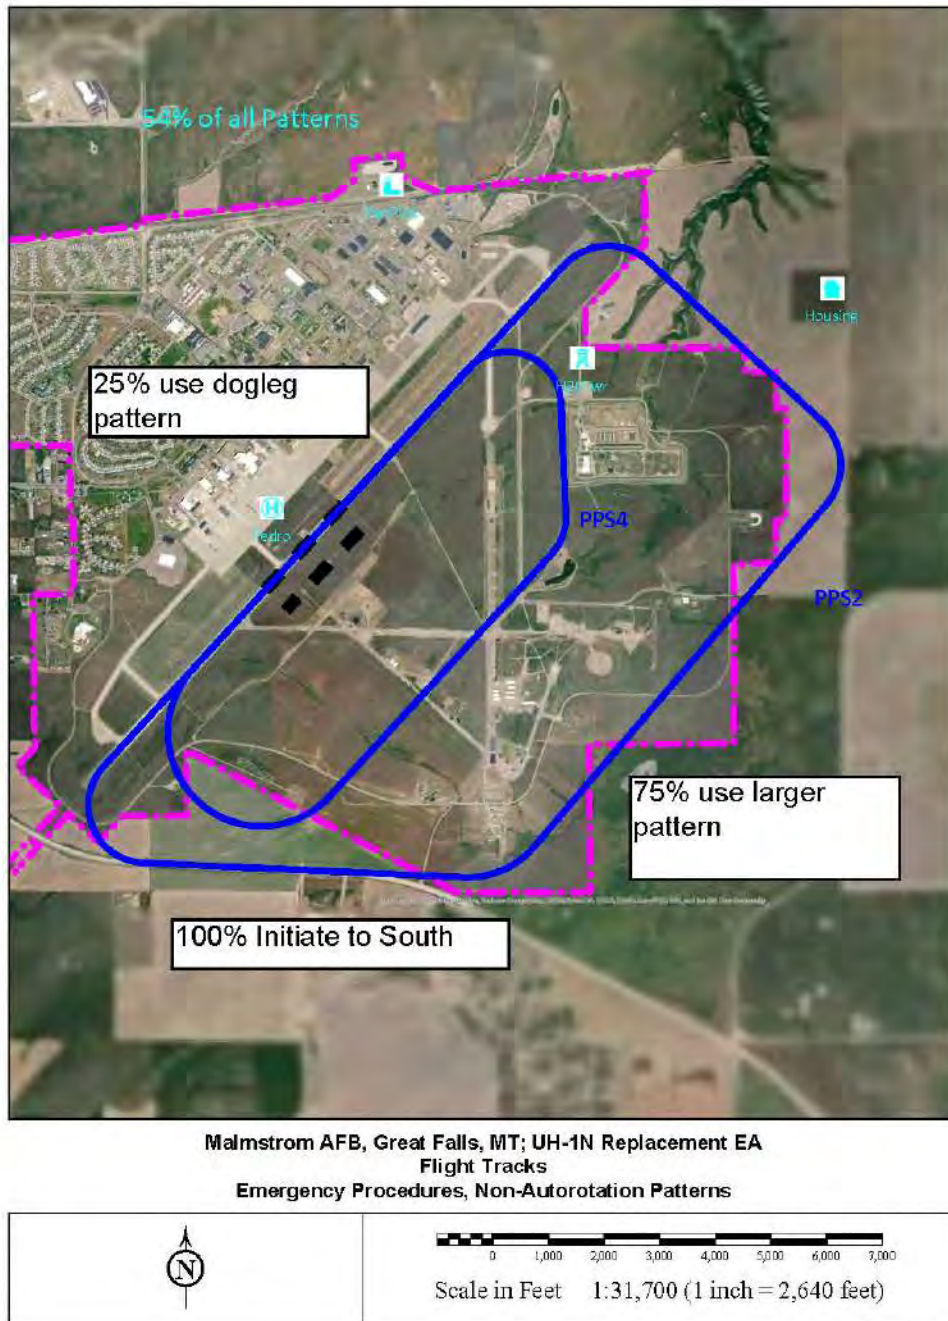 54% of all Patterns
Housing
25% use dogleg
pattern
PPS4
Pedro
PPS2
75% use larger
pattern
100% Initiate to South
Malmstrom AFB, Great Falls, MT; UH-1N Replacement EA
Flight Tracks
Emergency Procedures, Non-Autorotation Patterns
N
0 1,000 2,000 3,000 4,000 5,000 6,000 7,000
Scale in Feet 1:31,700 (1 inch = 2,640 feet)